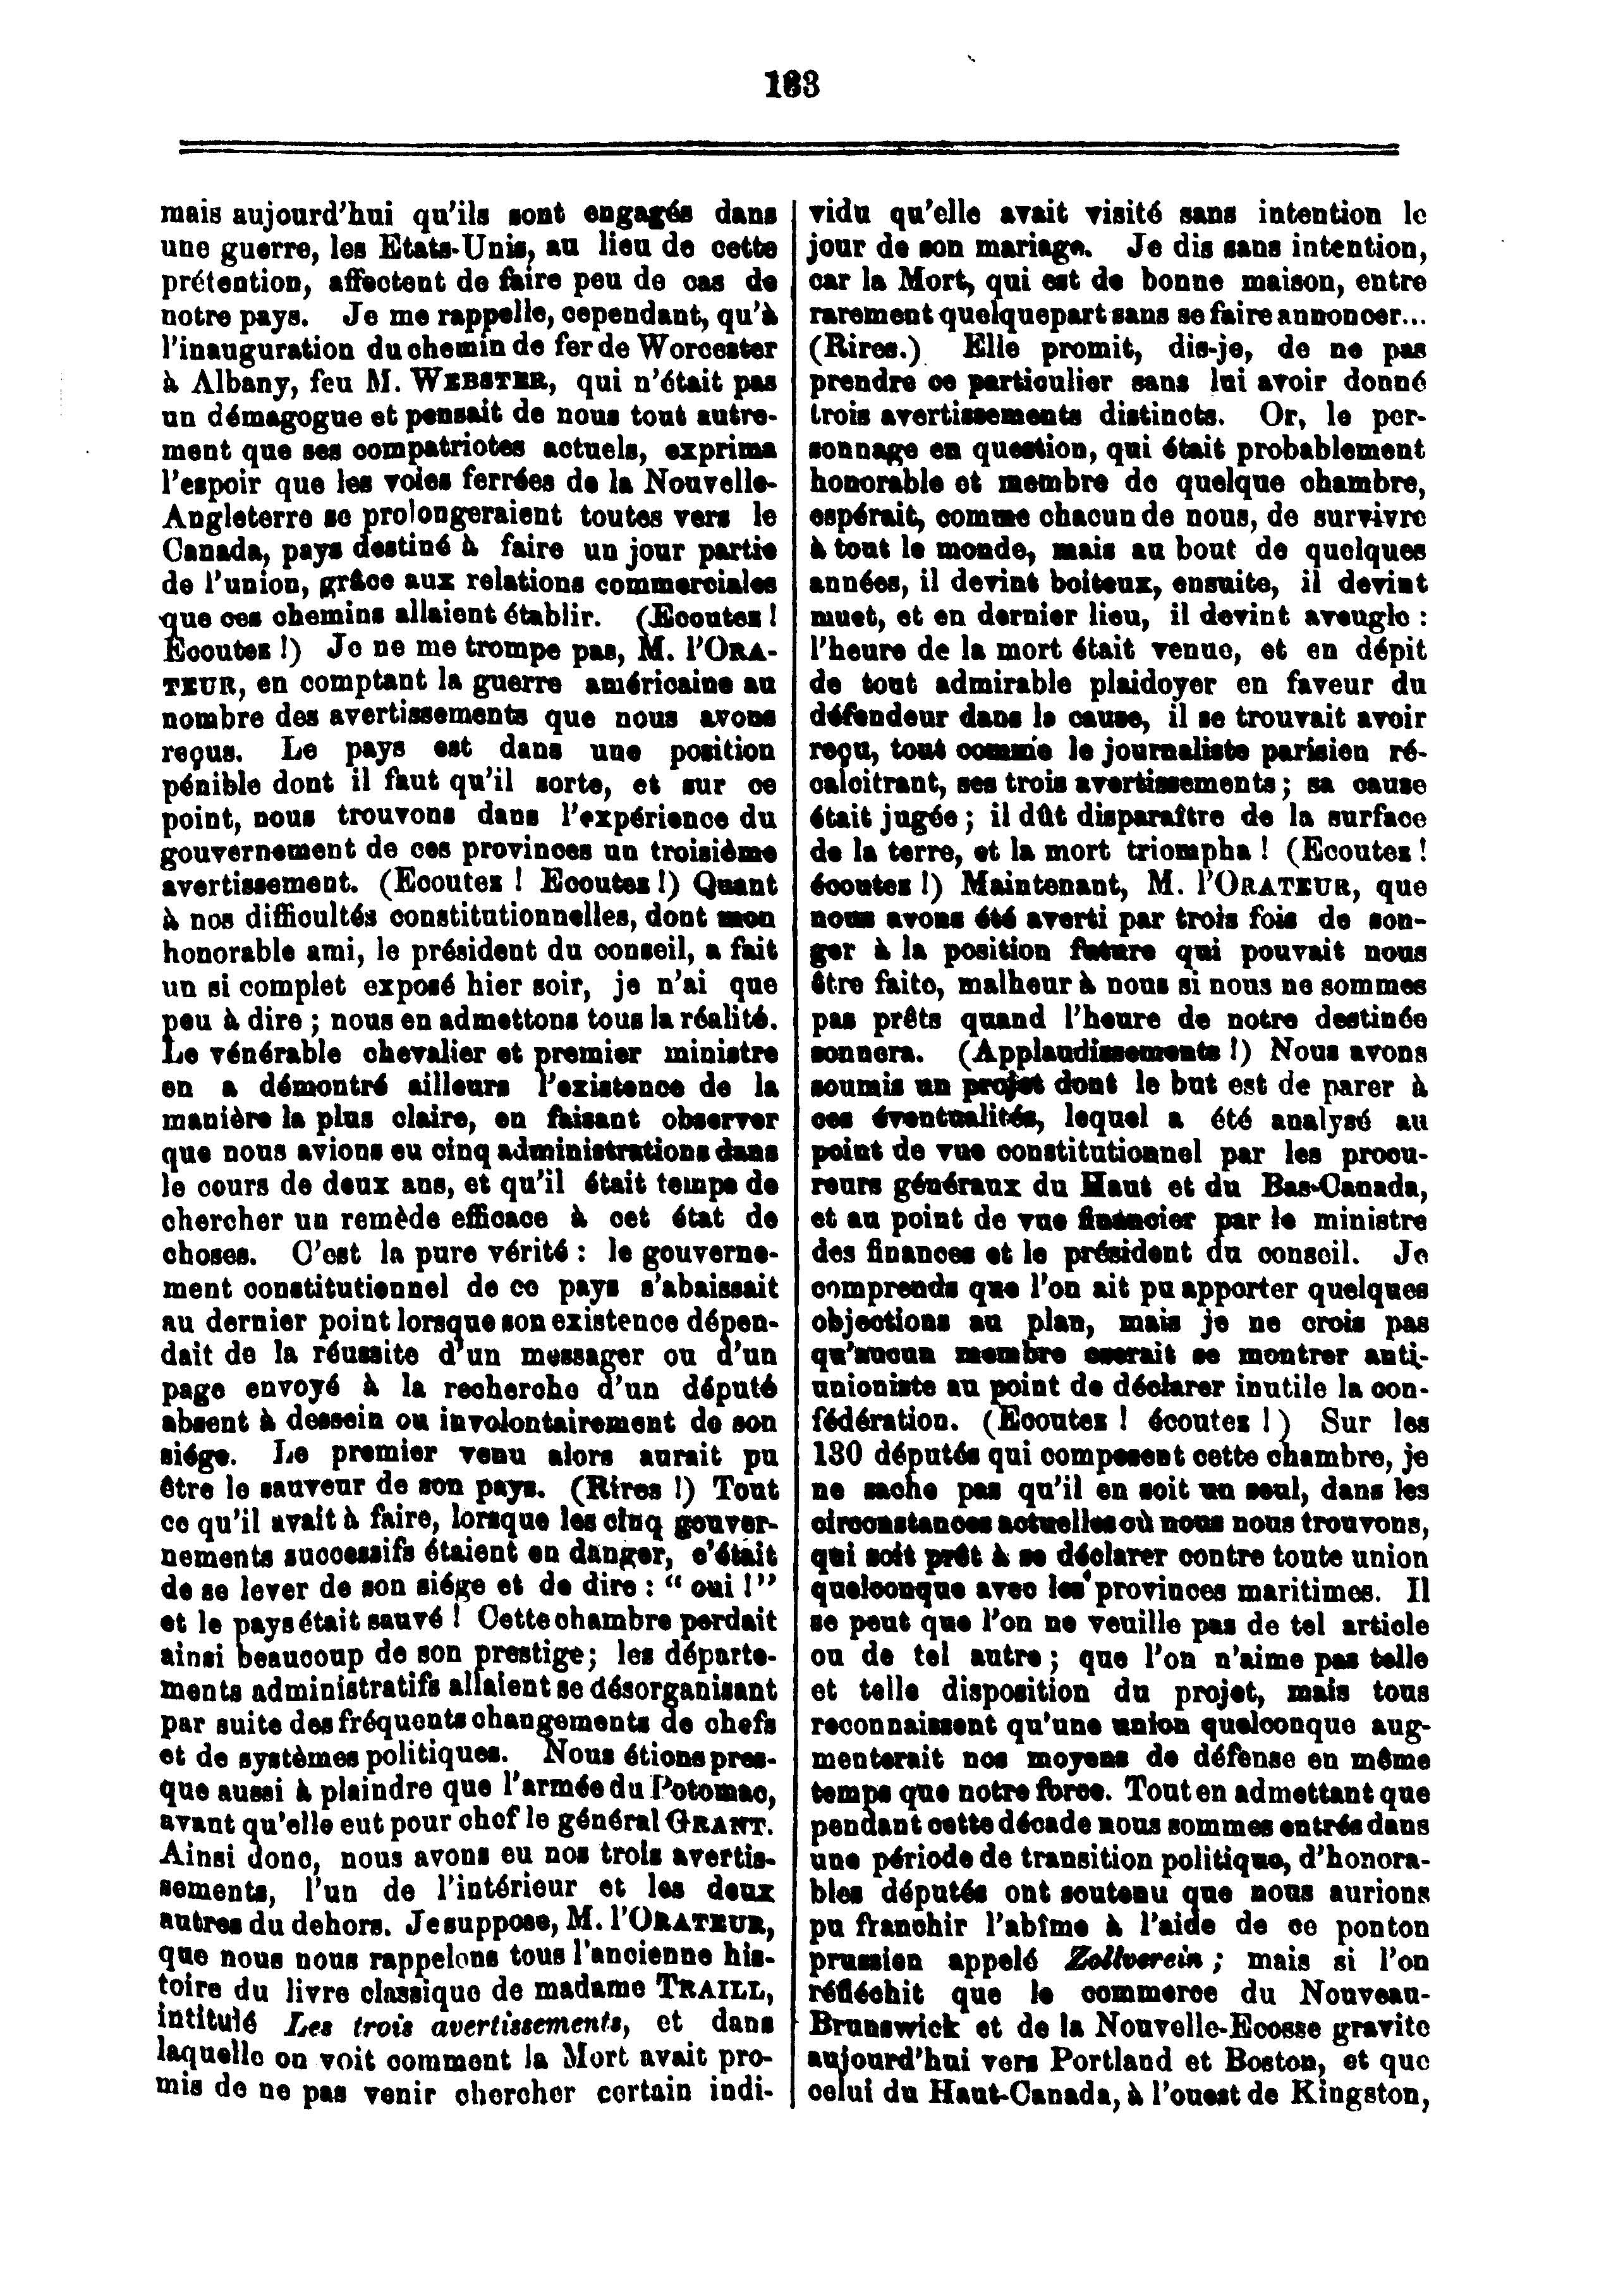 183
mais aujourd'hui qu'ils sont engagés dans
une guerre, les Etats-Unis, au lieu de cette
prétention, affectent de faire peu de cas de
notre pays. Je me rappelle, cependant, qu'à
l'inauguration du chemin de fer de Worcester
à Albany, feu M. WEBSTER, qui n'était pas
un démagogue et pensait de nous tout autre-
ment que ses compatriotes actuels, exprima
l'espoir que les voies ferrées de la Nouvelle-
Angleterre se prolongeraient toutes vers le
Canada, pays destiné à faire un jour partie
de l'union, grâce aux relations commerciales
que ces chemins allaient établir. (Ecoutez !
Ecoutez !) Je ne me trompe pas, M. l'ORA-
TEUR, en comptant la guerre américaine au
nombre des avertissements que nous avons
reçus. Le pays est dans une position
pénible dont il faut qu'il sorte, et sur ce
point, nous trouvons dans l'expérience du
gouvernement de ces provinces un troisième
avertissement. (Ecoutez ! Ecoutez !) Quant
à nos difficultés constitutionnelles, dont mon
honorable ami, le président du conseil, a fait
un si complet exposé hier soir, je n'ai que
peu à dire ; nous en admettons tous la réalité.
Le vénérable chevalier et premier ministre
en a démontré ailleurs l'existence de la
manière la plus claire, en faisant observer
que nous avions eu cinq administrations dans
le cours de deux ans, et qu'il était temps de
chercher un remède efficace à cet état de
choses. C'est la pure vérité : le gouverne-
ment constitutionnel de ce pays s'abaissait
au dernier point lorsque son existence dépen-
dait de la réussite d'un messager ou d'un
page envoyé à la recherche d'un député
absent à dessein ou involontairement de son
siége. Le premier venu alors aurait pu
être le sauveur de son pays. (Rires !) Tout
ce qu'il avait à faire, lorsque les cinq gouver-
nements successifs étaient en danger, c'était
de se lever de son siége et de dire : “ oui !”
et le pays était sauvé ! Cette chambre perdait
ainsi beaucoup de son prestige; les départe-
ments administratifs allaient se désorganisant
par suite des fréquents changements de chefs
et de systèmes politiques. Nous étions pres-
que aussi à plaindre que l'armée du Potomac,
avant qu'elle eut pour chef le général GRANT.
Ainsi donc, nous avons eu nos trois avertis-
sements, l'un de l'intérieur et les deux
autres du dehors. Je suppose, M. l'ORATEUR,
que nous nous rappelons tous l'ancienne his-
toire du livre classique de madame TRAILL,
intitulé Les trois avertissements, et dans
laquelle on voit comment la Mort avait pro-
mis de ne pas venir chercher certain indi-
vidu qu'elle avait visité sans intention le
jour de son mariage. Je dis sans intention,
car la Mort, qui est de bonne maison, entre
rarement quelquepart sans se faire annoncer...
(Rires.) Elle promit, dis-je, de ne pas
prendre ce particulier sans lui avoir donné
trois avertissements distincts. Or, le per-
sonnage en question, qui était probablement
honorable et membre de quelque chambre,
espérait, comme chacun de nous, de survivre
à tout le monde, mais au bout de quelques
années, il devint boiteux, ensuite, il devint
muet, et en dernier lieu, il devint aveugle :
l'heure de la mort était venue, et en dépit
de tout admirable plaidoyer en faveur du
défendeur dans la cause, il se trouvait avoir
reçu, tout comme le journaliste parisien ré-
calcitrant, ses trois avertissements ; sa cause
était jugée ; il dût disparaître de la surface
de la terre, et la mort triompha ! (Ecoutez !
écoutez !) Maintenant, M. l'ORATEUR, que
nous avons été averti par trois fois de son-
ger à la position future qui pouvait nous
être faite, malheur à nous si nous ne sommes
pas prêts quand l'heure de notre destinée
sonnera. (Applaudissements !) Nous avons
soumis un projet dont le but est de parer à
ces éventualités, lequel a été analysé au
point de vue constitutionnel par les procu-
reurs généraux du Haut et du Bas-Canada,
et au point de vue financier par le ministre
des finances et le président du conseil. Je
comprends que l'on ait pu apporter quelques
objections au plan, mais je ne crois pas
qu'aucun membre oserait se montrer anti-
unioniste au point de déclarer inutile la con-
fédération. (Ecoutez ! écoutez !) Sur les
130 députés qui composent cette chambre, je
ne sache pas qu'il en soit un seul, dans les
circonstances actuelles où nous nous trouvons,
qui soit prêt à se déclarer contre toute union
quelconque avec les provinces maritimes. Il
se peut que l'on ne veuille pas de tel article
ou de tel autre ; que l'on n'aime pas telle
et telle disposition du projet, mais tous
reconnaissent qu'une union quelconque aug-
menterait nos moyens de défense en même
temps que notre force. Tout en admettant que
pendant cette décade nous sommes entrés dans
une période de transition politique, d'honora-
bles députés ont soutenu que nous aurions
pu franchir l'abîme à l'aide de ce ponton
prussien appelé Zollverein ; mais si l'on
réfléchit que le commerce du Nouveau-
Brunswick et de la Nouvelle-Ecosse gravite
aujourd'hui vers Portland et Boston, et que
celui du Haut-Canada, à l'ouest de Kingston,